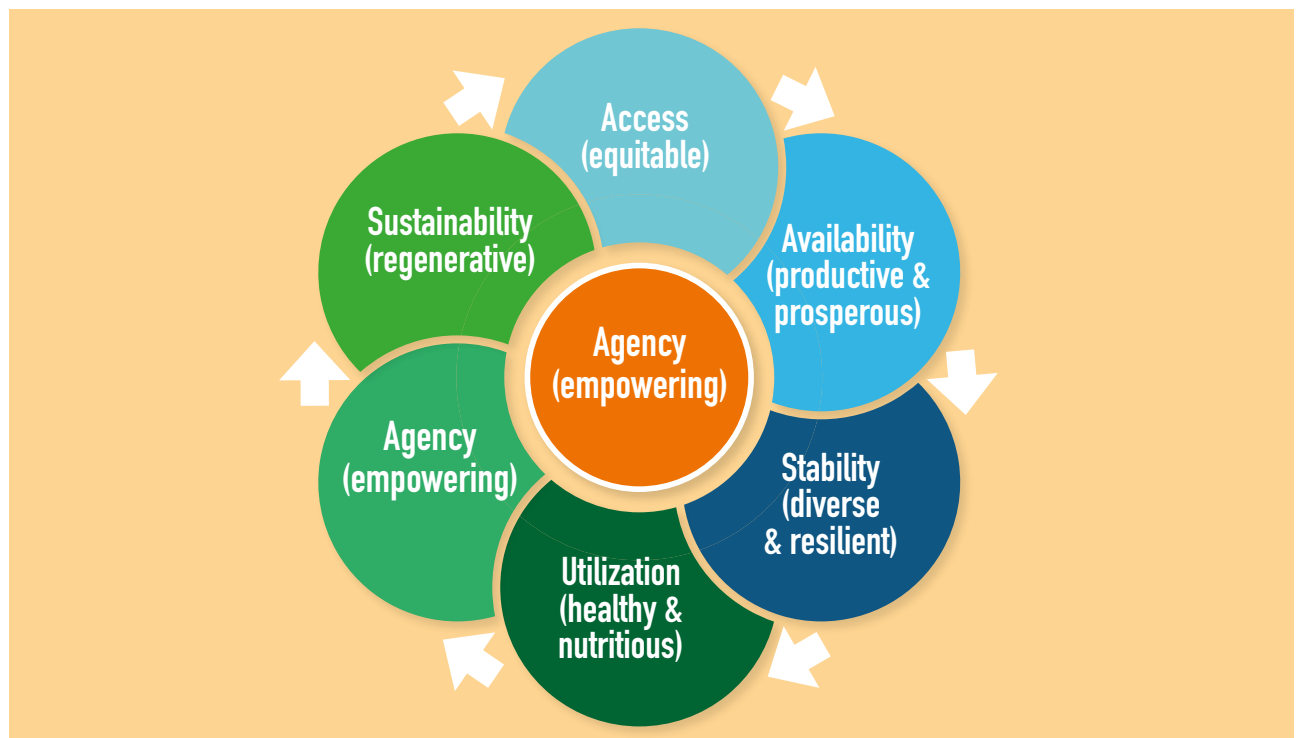 Access
(equitable)
Availability
(productive &
prosperous)
Stability
(diverse
& resilient)
Utilization
(healthy &
nutritious)
Agency
(empowering)
Sustainability
(regenerative)
Agency
(empowering)